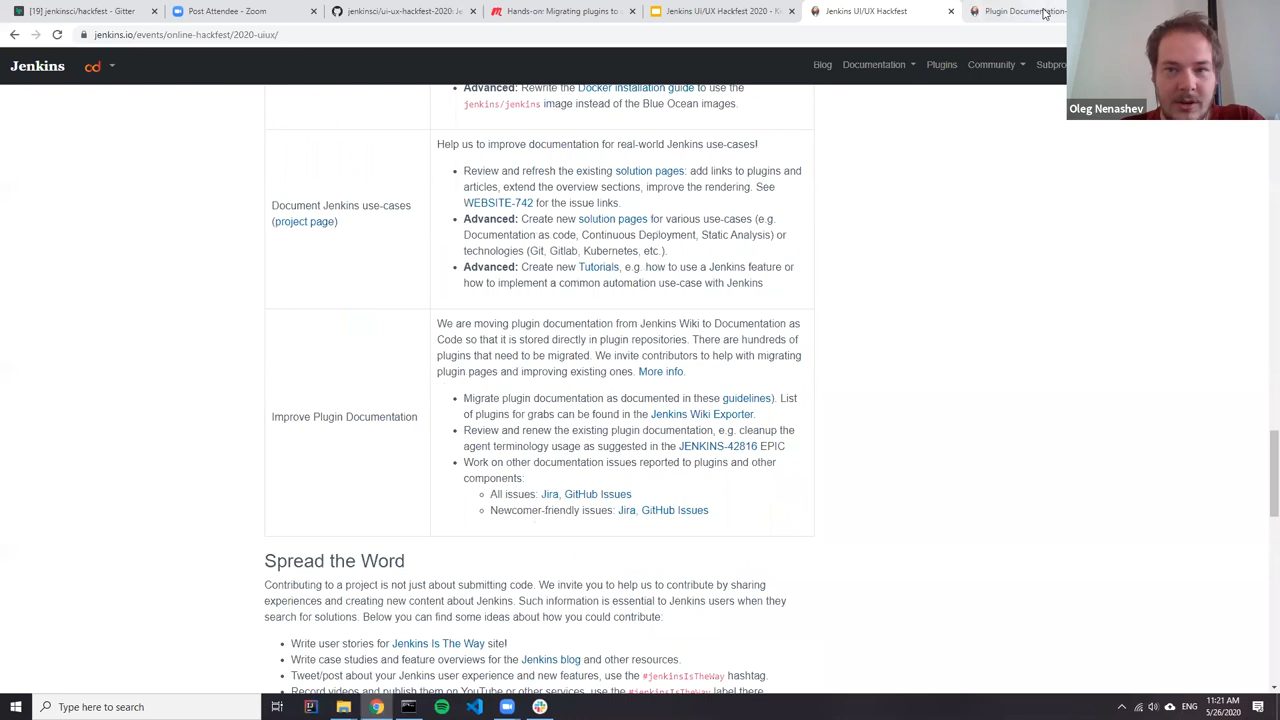 [19] jenkinsci/hackfest - Gitter
Post Attendee - Zoom
jenkinsci/ui-ux-hackfest-2020: Je
Hands-on: Migrating plugins to
Jenkins UI/UX Hackfest 2020 - K
Jenkins UI/UX Hackfest
Plugin Documentation
jenkins.io/events/online-hackfest/2020-uiux/
Jenkins cd Blog Documentation Plugins Community Subpro
Oleg Nenashev
• Advanced: Rewrite the Docker installation guide to use the
jenkins/jenkins image instead of the Blue Ocean images.
Document Jenkins use-cases
(project page)
Help us to improve documentation for real-world Jenkins use-cases!
• Review and refresh the existing solution pages: add links to plugins and
articles, extend the overview sections, improve the rendering. See
WEBSITE-742 for the issue links.
• Advanced: Create new solution pages for various use-cases (e.g.
Documentation as code, Continuous Deployment, Static Analysis) or
technologies (Git, Gitlab, Kubernetes, etc.).
• Advanced: Create new Tutorials, e.g. how to use a Jenkins feature or
how to implement a common automation use-case with Jenkins
Improve Plugin Documentation
We are moving plugin documentation from Jenkins Wiki to Documentation as
Code so that it is stored directly in plugin repositories. There are hundreds of
plugins that need to be migrated. We invite contributors to help with migrating
plugin pages and improving existing ones. More info.
• Migrate plugin documentation as documented in these guidelines). List
of plugins for grabs can be found in the Jenkins Wiki Exporter.
• Review and renew the existing plugin documentation, e.g. cleanup the
agent terminology usage as suggested in the JENKINS-42816 EPIC
• Work on other documentation issues reported to plugins and other
components:
All issues: Jira, GitHub Issues
Newcomer-friendly issues: Jira, GitHub Issues
Spread the Word
Contributing to a project is not just about submitting code. We invite you to help us to contribute by sharing
experiences and creating new content about Jenkins. Such information is essential to Jenkins users when they
search for solutions. Below you can find some ideas about how you could contribute:
• Write user stories for Jenkins Is The Way site!
• Write case studies and feature overviews for the Jenkins blog and other resources.
• Tweet/post about your Jenkins user experience and new features, use the #jenkinsIsTheWay hashtag.
• Record videos and publish them on YouTube or other services, use the #jenkinsIsTheWay label there
Type here to search
ENG
11:21 AM
5/26/2020